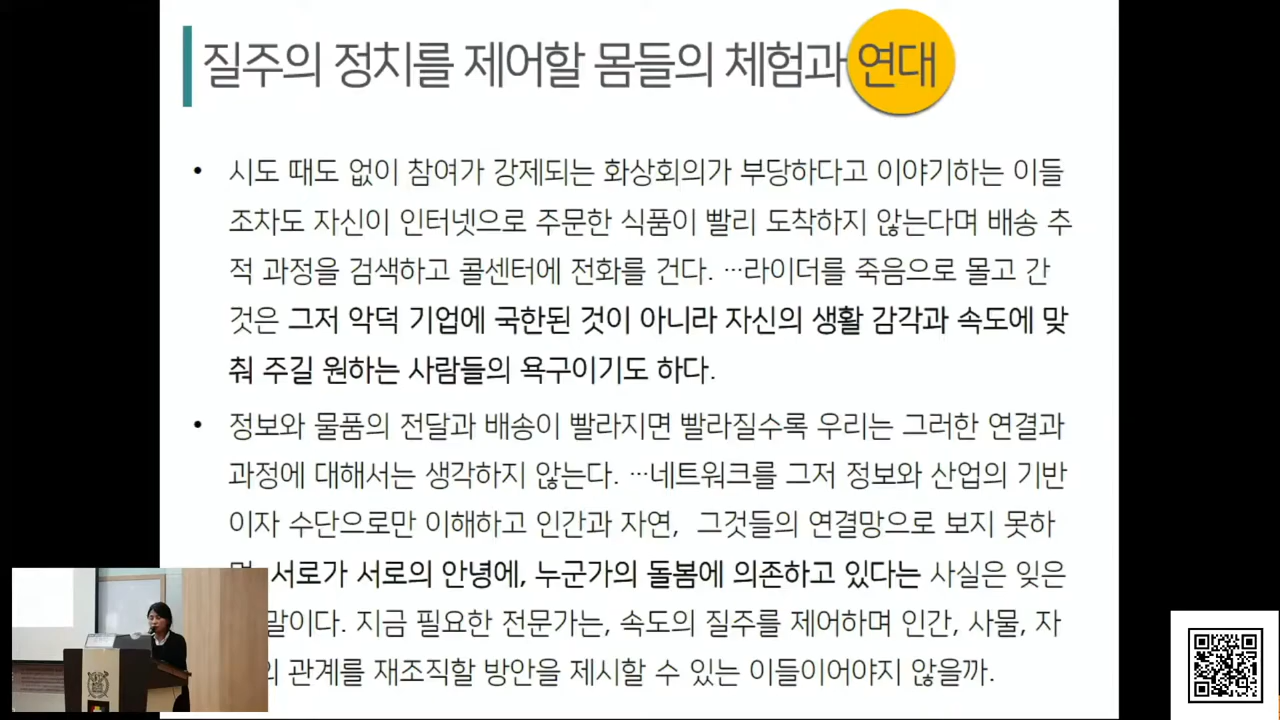 질주의 정치를 제어할 몸들의 체험과 연대
• 시도 때도 없이 참여가 강제되는 화상회의가 부당하다고 이야기하는 이들
조차도 자신이 인터넷으로 주문한 식품이 빨리 도착하지 않는다며 배송 추
적 과정을 검색하고 콜센터에 전화를 건다. …라이더를 죽음으로 몰고 간
것은 그저 악덕 기업에 국한된 것이 아니라 자신의 생활 감각과 속도에 맞
춰 주길 원하는 사람들의 욕구이기도 하다.
• 정보와 물품의 전달과 배송이 빨라지면 빨라질수록 우리는 그러한 연결과
과정에 대해서는 생각하지 않는다. …네트워크를 그저 정보와 산업의 기반
이자 수단으로만 이해하고 인간과 자연, 그것들의 연결망으로 보지 못하
서로가 서로의 안녕에, 누군가의 돌봄에 의존하고 있다는 사실은 잊은
말이다. 지금 필요한 전문가는, 속도의 질주를 제어하며 인간, 사물, 자
관계를 재조직할 방안을 제시할 수 있는 이들이어야지 않을까.